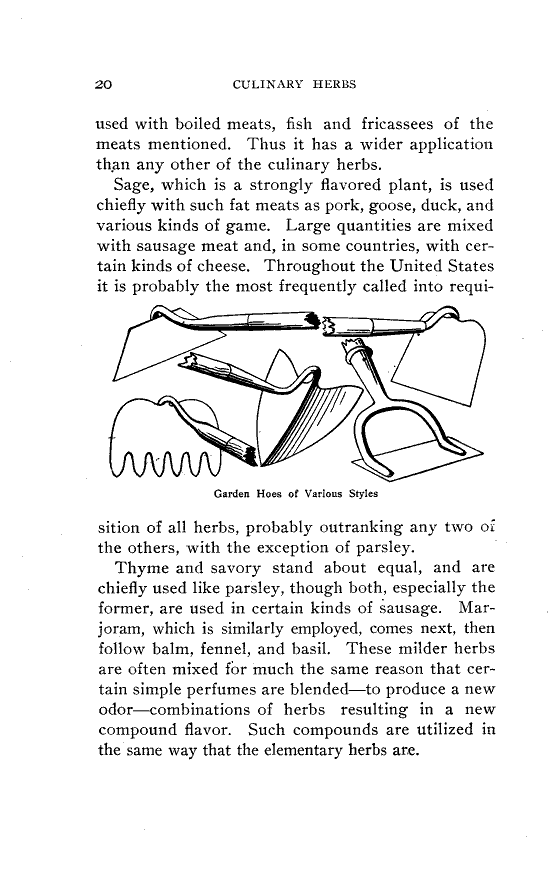 20 CULINARY HERBS
used with boiled meats, fish and fricassees of the
meats mentioned. Thus it has a wider application
than any other of the culinary herbs.
Sage, which is a strongly flavored plant, is used
chiefly with such fat meats as pork, goose, duck, and
various kinds of game. Large quantities are mixed
with sausage meat and, in some countries, with cer-
tain kinds of cheese. Throughout the United States
it is probably the most frequently called into requi-
Garden Hoes of Various Styles
sition of all herbs, probably outranking any two of
the others, with the exception of parsley.
Thyme and savory stand about equal, and are
chiefly used like parsley, though both, especially the
former, are used in certain kinds of sausage. Mar-
joram, which is similarly employed, comes next, then
follow balm, fennel, and basil. These milder herbs
are often mixed for much the same reason that cer-
tain simple perfumes are blended—to produce a new
odor—combinations of herbs resulting in a new
compound flavor. Such compounds are utilized in
the same way that the elementary herbs are.